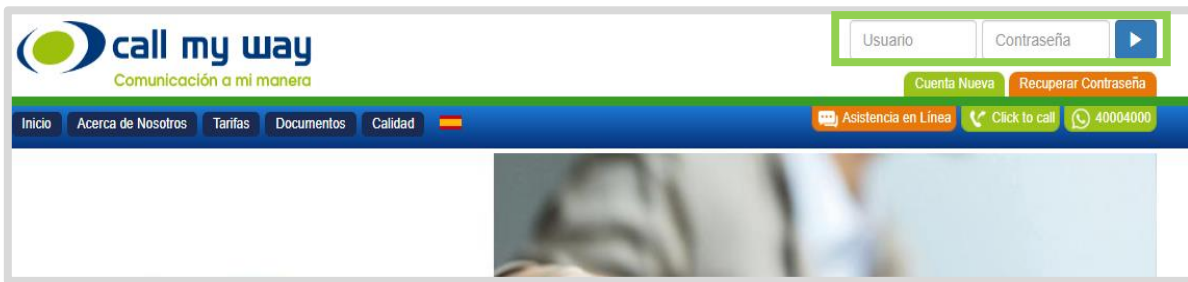 call my way
Comunicación a mi manera
Usuario Contraseña
Cuenta Nueva Recuperar Contraseña
Inicio Acerca de Nosotros Tarifas Documentos Calidad
Asistencia en Línea Click to call 40004000